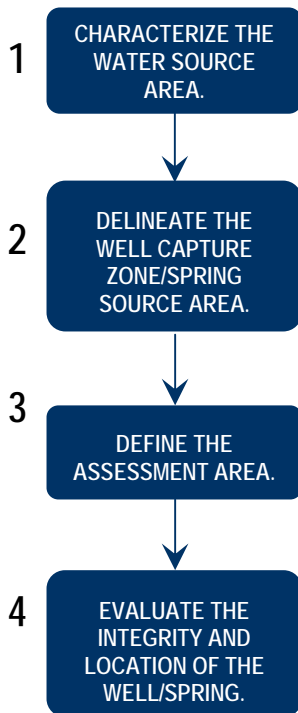 1
CHARACTERIZE THE
WATER SOURCE
AREA.
2
DELINEATE THE
WELL CAPTURE
ZONE/SPRING
SOURCE AREA.
3
DEFINE THE
ASSESSMENT AREA.
4
EVALUATE THE
INTEGRITY AND
LOCATION OF THE
WELL/SPRING.